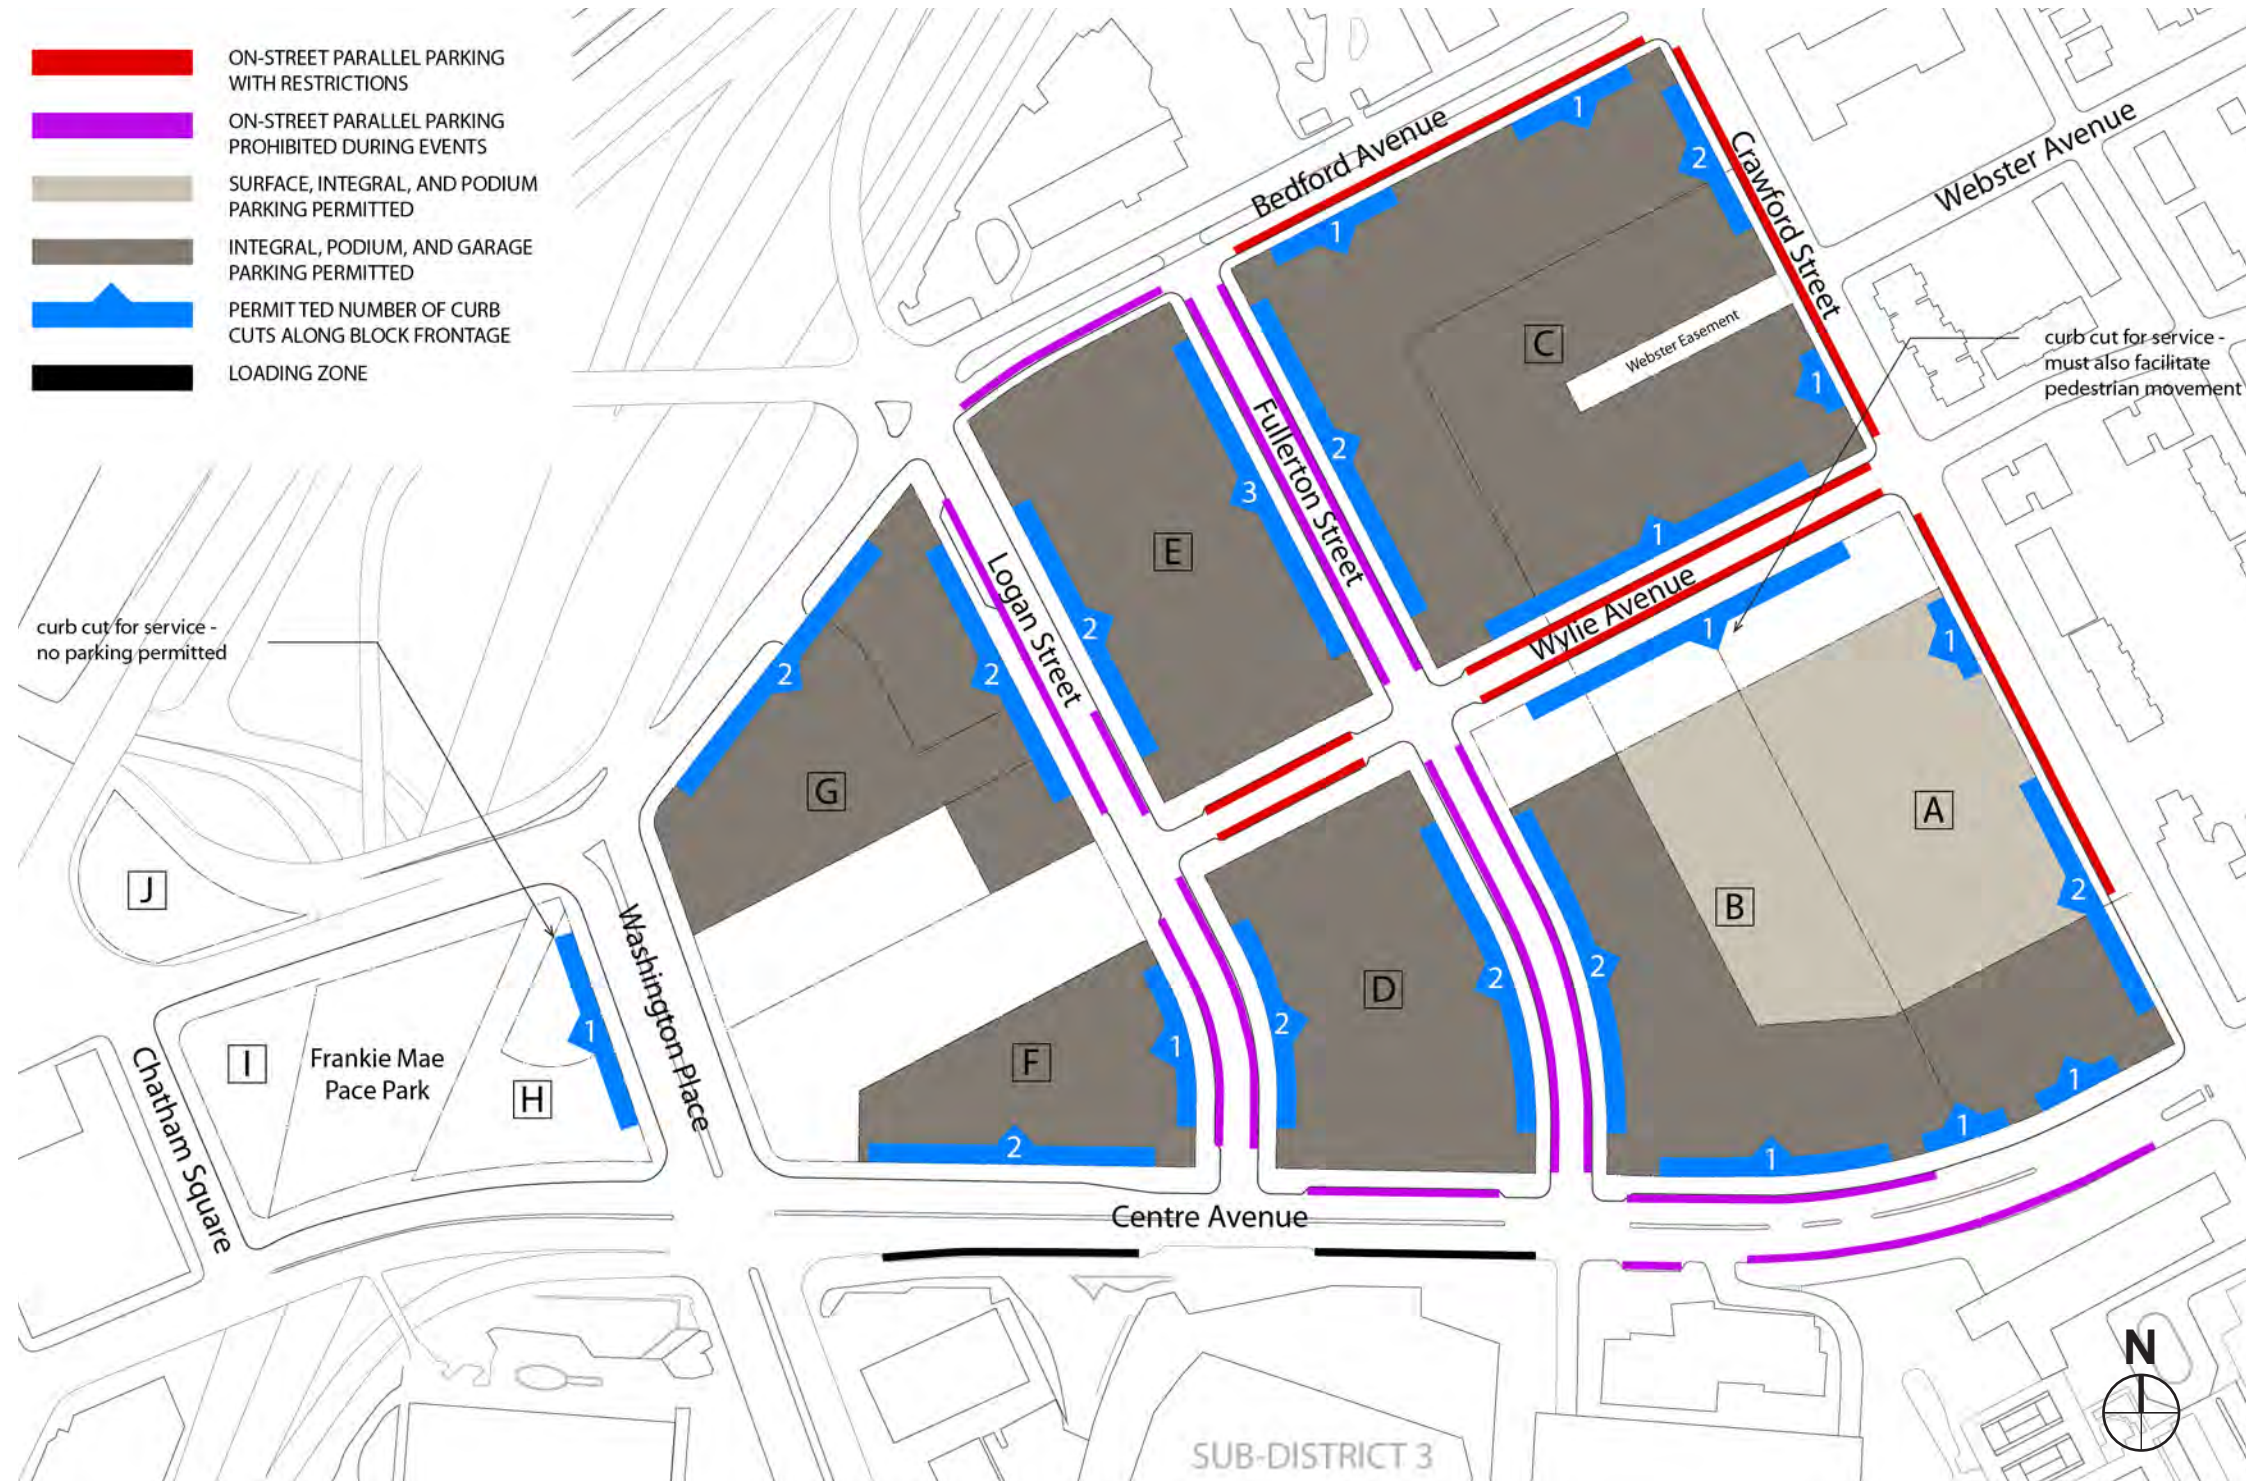 ON-STREET PARALLEL PARKING
WITH RESTRICTIONS
ON-STREET PARALLEL PARKING
PROHIBITED DURING EVENTS
SURFACE, INTEGRAL, AND PODIUM
PARKING PERMITTED
INTEGRAL, PODIUM, AND GARAGE
PARKING PERMITTED
PERMIT TED NUMBER OF CURB
CUTS ALONG BLOCK FRONTAGE
LOADING ZONE
Bedford Avenue
1
1
2
Crawford Street
Webster Avenue
C
Webster Easement
1
curb cut for service -
must also facilitate
pedestrian movement
Fullerton Street
2
3
E
1
Wylie Avenue
1
1
Logan Street
2
2
2
G
curb cut for service -
no parking permitted
A
2
B
J
Washington Place
D
2
2
2
F
1
2
1
1
1
I
Frankie Mae
Pace Park
H
1
Chatham Square
Centre Avenue
SUB-DISTRICT 3
N